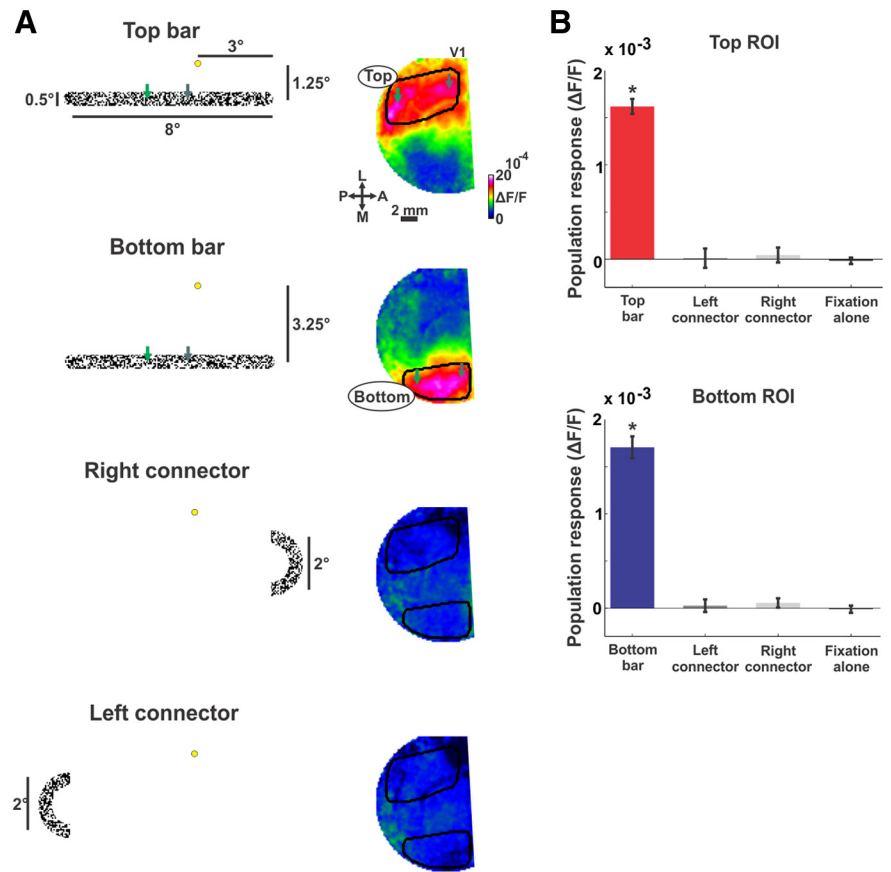 A
Top bar
3°
1.25°
0.5°
8°
V1
Top
10-4
20
ΔF/F
0
L
P A
M
2 mm
Bottom bar
3.25°
Bottom
Right connector
2°
Left connector
2°
B
Top ROI
x 10-3
Population response (ΔF/F)
2
*
1
0
Top
bar
Left
connector
Right
connector
Fixation
alone
Bottom ROI
x 10-3
Population response (ΔF/F)
2
*
1
0
Bottom
bar
Left
connector
Right
connector
Fixation
alone